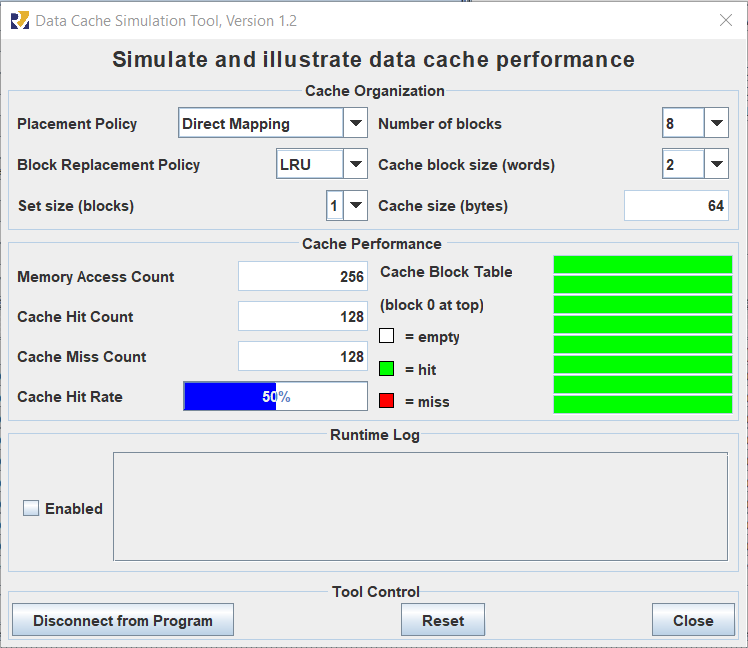 Data Cache Simulation Tool, Version 1.2
Simulate and illustrate data cache performance
Cache Organization
Placement Policy Direct Mapping Number of blocks 8
Block Replacement Policy LRU Cache block size (words) 2
Set size (blocks) 1 Cache size (bytes) 64
Cache Performance
Memory Access Count 256 Cache Block Table
Cache Hit Count 128 (block 0 at top)
= empty
Cache Miss Count 128 = hit
Cache Hit Rate 50% = miss
Runtime Log
Enabled
Tool Control
Disconnect from Program Reset Close